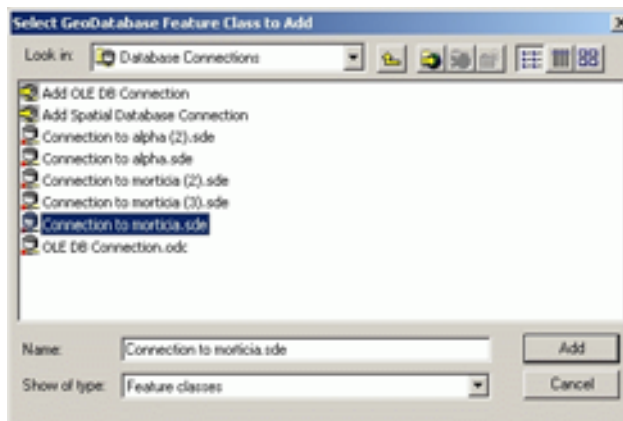 Select GeoDatabase Feature Class to Add
Look in: Database Connections
Add OLE DB Connection
Add Spatial Database Connection
Connection to alpha (2).sde
Connection to alpha.sde
Connection to morticia (2).sde
Connection to morticia (3).sde
Connection to morticia.sde
OLE DB Connection.odc
Name: Connection to morticia.sde Add
Show of type: Feature classes Cancel